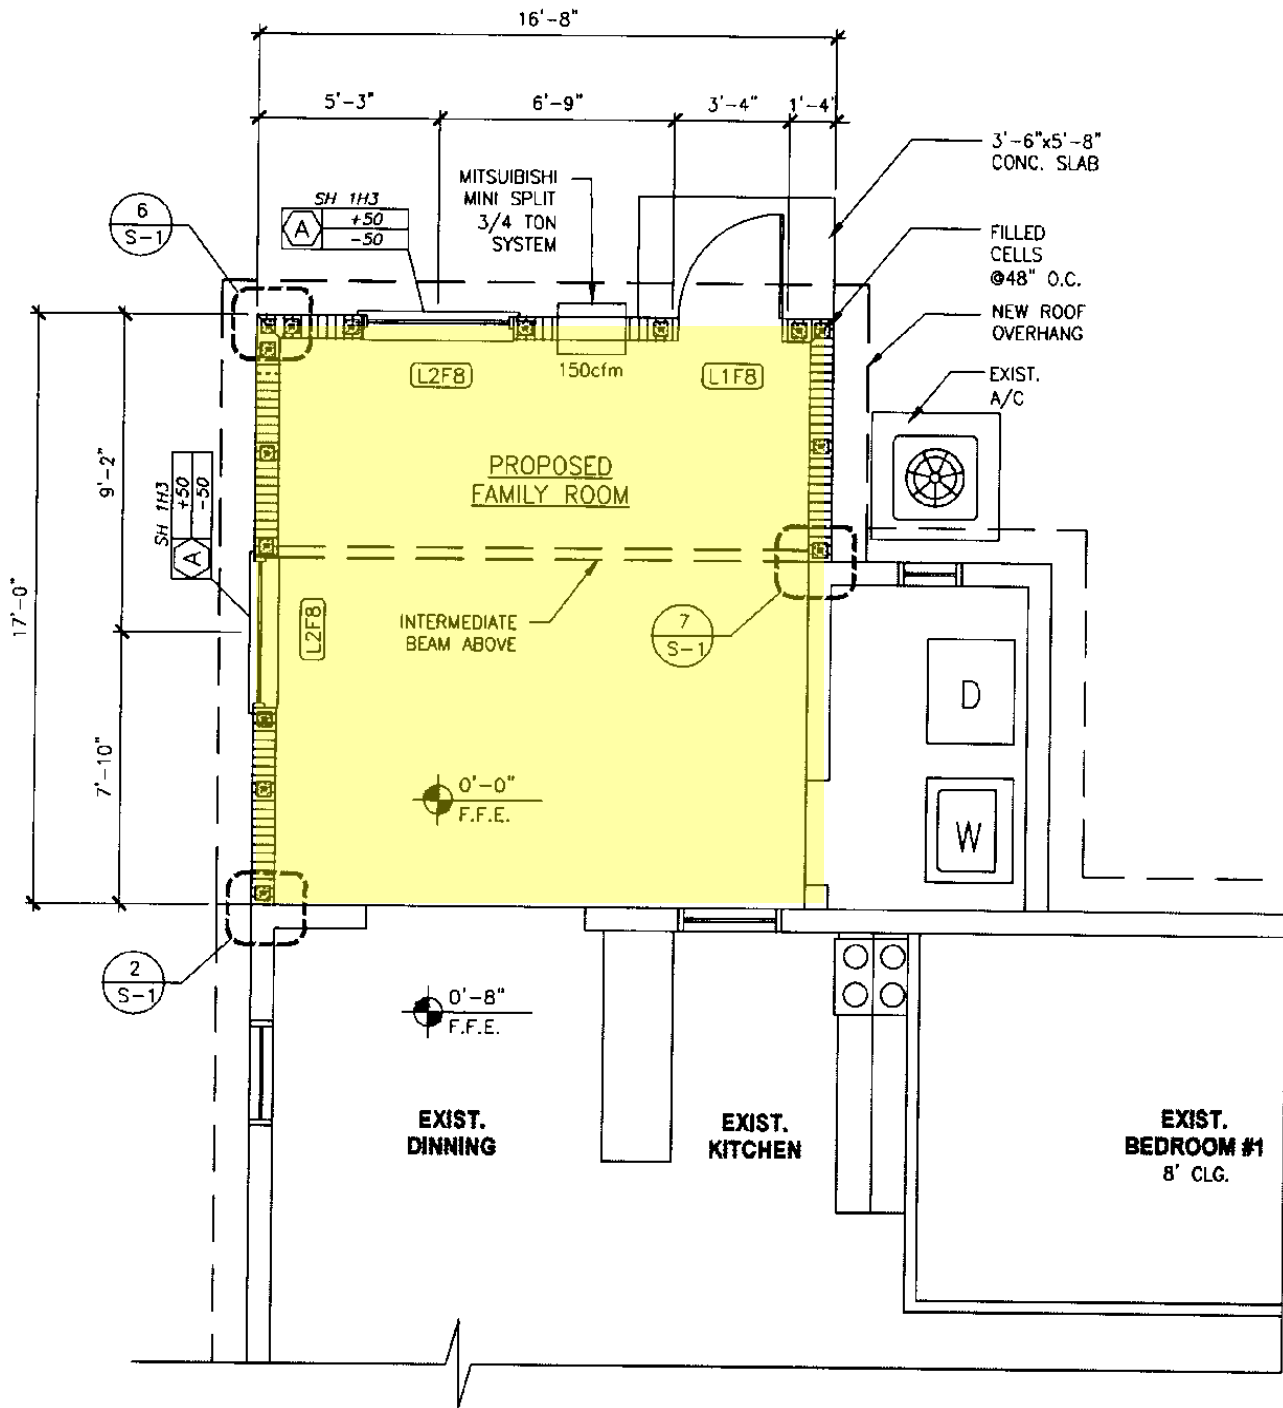 16'-8"
5'-3"
6'-9"
3'-4"
1'-4'
3'-6"x5'-8"
CONC. SLAB
MITSUIBISHI
MINI SPLIT
3/4 TON
SYSTEM
SH 1H3
A
+50
-50
6
S-1
FILLED
CELLS
@48" O.C.
NEW ROOF
OVERHANG
EXIST.
A/C
L2F8
150cfm
L1F8
PROPOSED
FAMILY ROOM
9'-2"
SH 1H3
+50
-50
A
17'-0"
L2F8
INTERMEDIATE
BEAM ABOVE
7
S-1
D
7'-10"
0'-0"
F.F.E.
W
2
S-1
0'-8"
F.F.E.
EXIST.
DINNING
EXIST.
KITCHEN
EXIST.
BEDROOM #1
8' CLG.